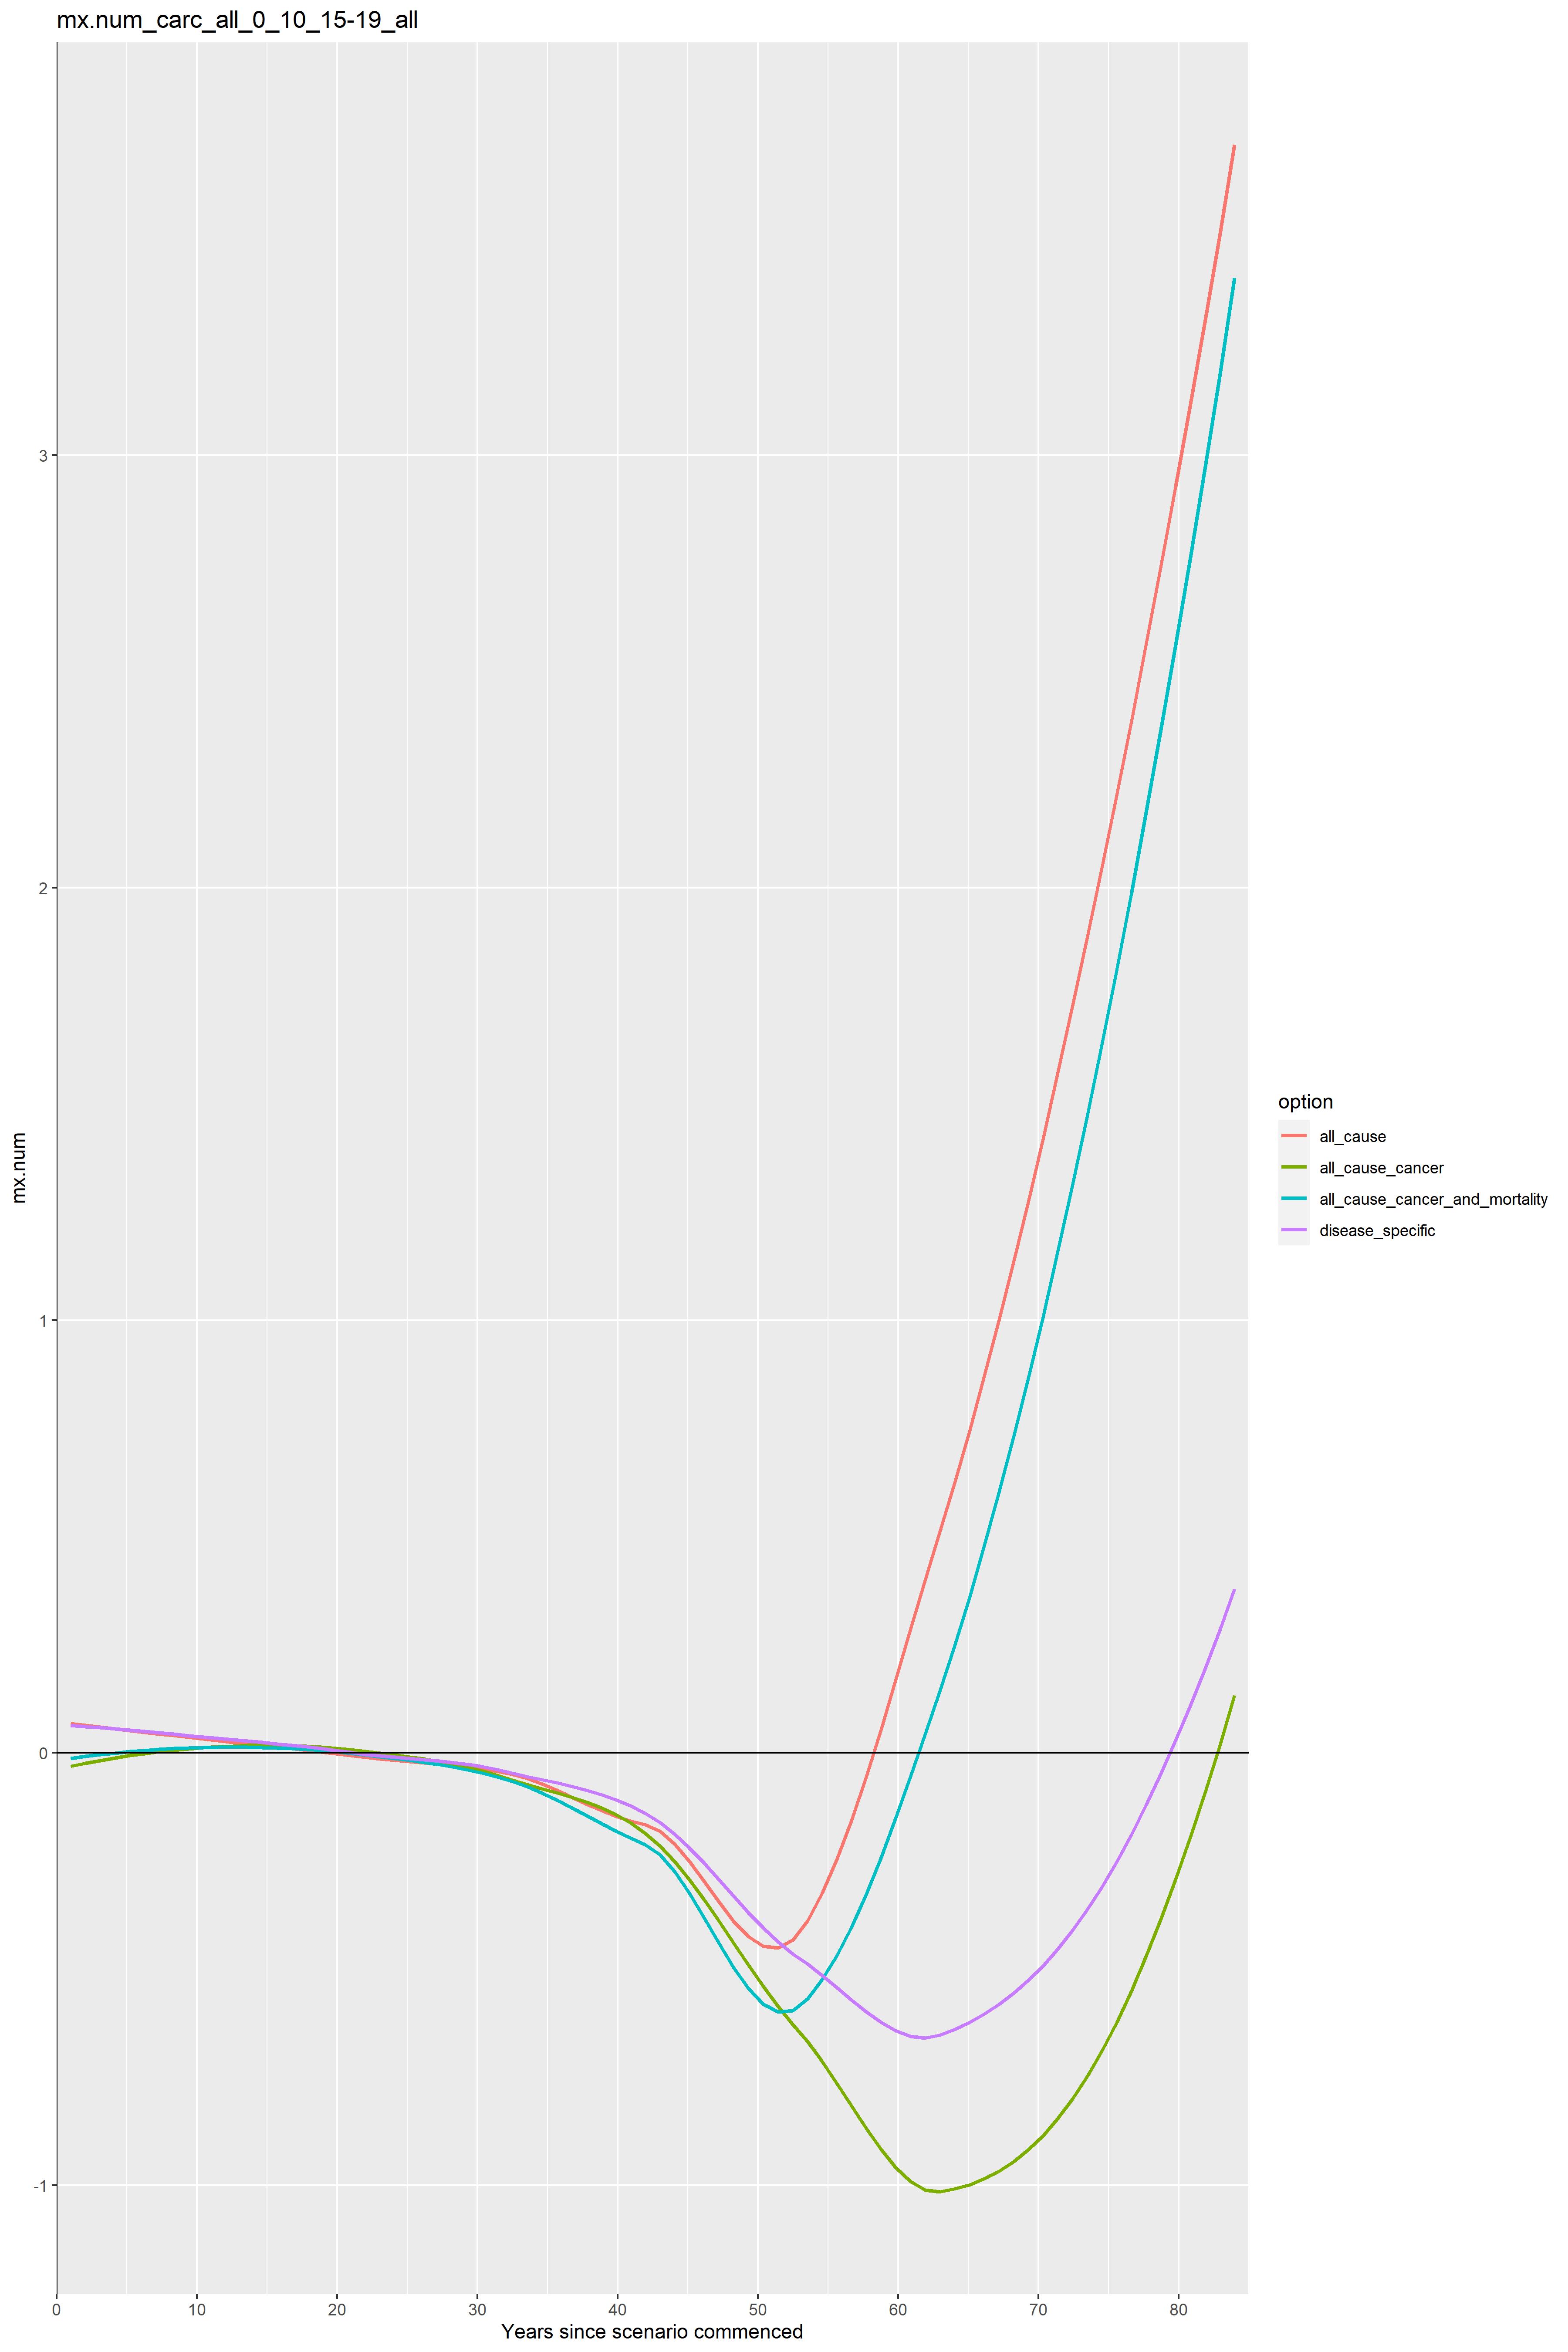 mx.num_carc_all_0_10_15-19_all
3
2
1
0
-1
mx.num
0 10 20 30 40 50 60 70 80
Years since scenario commenced
option
all_cause
all_cause_cancer
all_cause_cancer_and_mortality
disease_specific